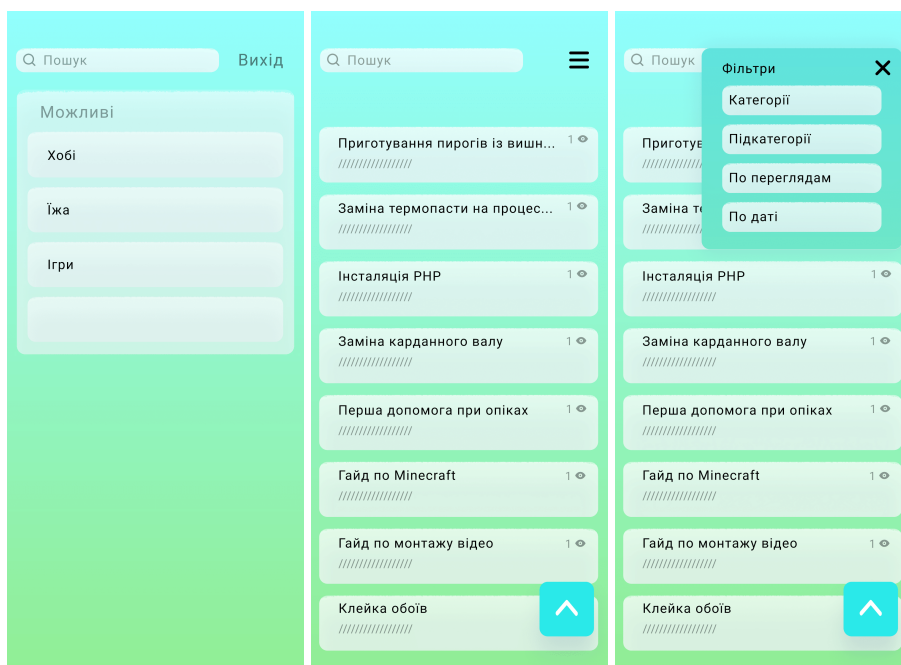 Пошук
Вихід
Можливі
Хобі
Їжа
Ігри
Пошук
Приготування пирогів із вишн... 1
//////////////////
Заміна термопасти на процес... 1
//////////////////
Інсталяція PHP 1
//////////////////
Заміна карданного валу 1
//////////////////
Перша допомога при опіках 1
//////////////////
Гайд по Minecraft 1
//////////////////
Гайд по монтажу відео 1
//////////////////
Клейка обоїв
//////////////////
Пошук
Фільтри
Категорії
Підкатегорії
По переглядам
По даті
Приготув
//////////////////
Заміна те
//////////////////
Інсталяція PHP 1
//////////////////
Заміна карданного валу 1
//////////////////
Перша допомога при опіках 1
//////////////////
Гайд по Minecraft 1
//////////////////
Гайд по монтажу відео 1
//////////////////
Клейка обоїв
//////////////////